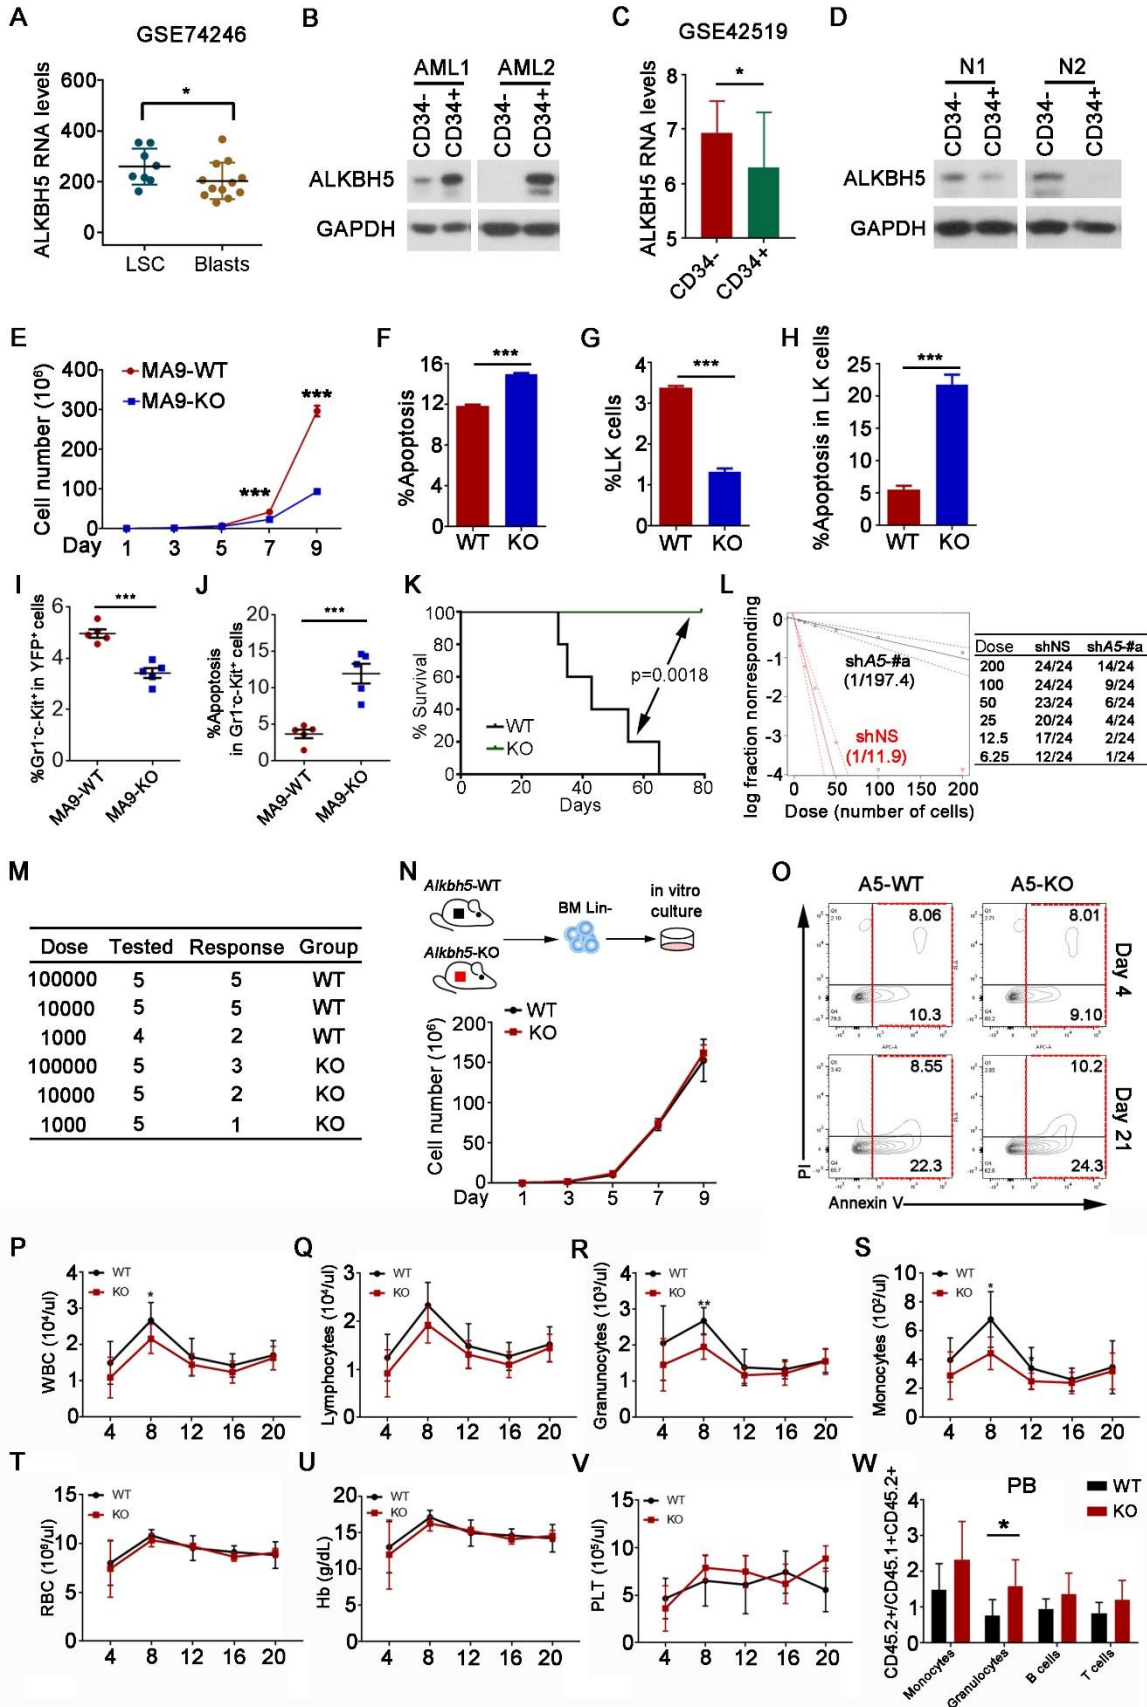 A
GSE74246
ALKBH5 RNA levels
600
400
200
0
*
LSC
Blasts
B
AML1
AML2
CD34-
CD34+
CD34-
CD34+
ALKBH5
GAPDH
C
GSE42519
ALKBH5 RNA levels
8
7
6
5
*
CD34-
CD34+
D
N1
N2
CD34-
CD34+
CD34-
CD34+
ALKBH5
GAPDH
E
Cell number (10⁶)
400
300
200
100
0
MA9-WT
MA9-KO
***
***
Day
1 3 5 7 9
F
%Apoptosis
16
12
8
4
0
***
WT KO
G
%LK cells
4
3
2
1
0
***
WT KO
H
%Apoptosis in LK cells
25
20
15
10
5
0
***
WT KO
I
%Gr1⁻c-Kit⁺ in YFP⁺ cells
6
4
2
0
***
MA9-WT
MA9-KO
J
%Apoptosis
in Gr1⁻c-Kit⁺ cells
20
15
10
5
0
***
MA9-WT
MA9-KO
K
% Survival
100
80
60
40
20
0
p=0.0018
WT
KO
0 20 40 60 80
Days
L
log fraction nonresponding
0
-1
-2
-3
-4
shA5-#a
(1/197.4)
shNS
(1/11.9)
0 50 100 150 200
Dose (number of cells)
Dose shNS shA5-#a
200 24/24 14/24
100 24/24 9/24
50 23/24 6/24
25 20/24 4/24
12.5 17/24 2/24
6.25 12/24 1/24
M
Dose Tested Response Group
100000 5 5 WT
10000 5 5 WT
1000 4 2 WT
100000 5 3 KO
10000 5 2 KO
1000 5 1 KO
N
Alkbh5-WT
Alkbh5-KO
BM Lin-
in vitro
culture
Cell number (10⁶)
200
150
100
50
0
WT
KO
Day
1 3 5 7 9
O
A5-WT
A5-KO
8.06
10.3
8.01
9.10
Day 4
8.55
22.3
10.2
24.3
Day 21
PI
Annexin V
P
WBC (10⁴/ul)
4
3
2
1
0
WT
KO
*
4 8 12 16 20
Q
Lymphocytes (10⁴/ul)
3
2
1
0
WT
KO
4 8 12 16 20
R
Granunocytes (10³/ul)
4
3
2
1
0
WT
KO
**
4 8 12 16 20
S
Monocytes (10²/ul)
10
8
6
4
2
0
WT
KO
*
4 8 12 16 20
T
RBC (10⁶/ul)
15
10
5
0
WT
KO
4 8 12 16 20
U
Hb (g/dL)
20
15
10
5
0
WT
KO
4 8 12 16 20
V
PLT (10⁵/ul)
15
10
5
0
WT
KO
4 8 12 16 20
W
PB
CD45.2+/CD45.1+CD45.2+
4
3
2
1
0
WT
KO
*
Monocytes
Granulocytes
B cells
T cells